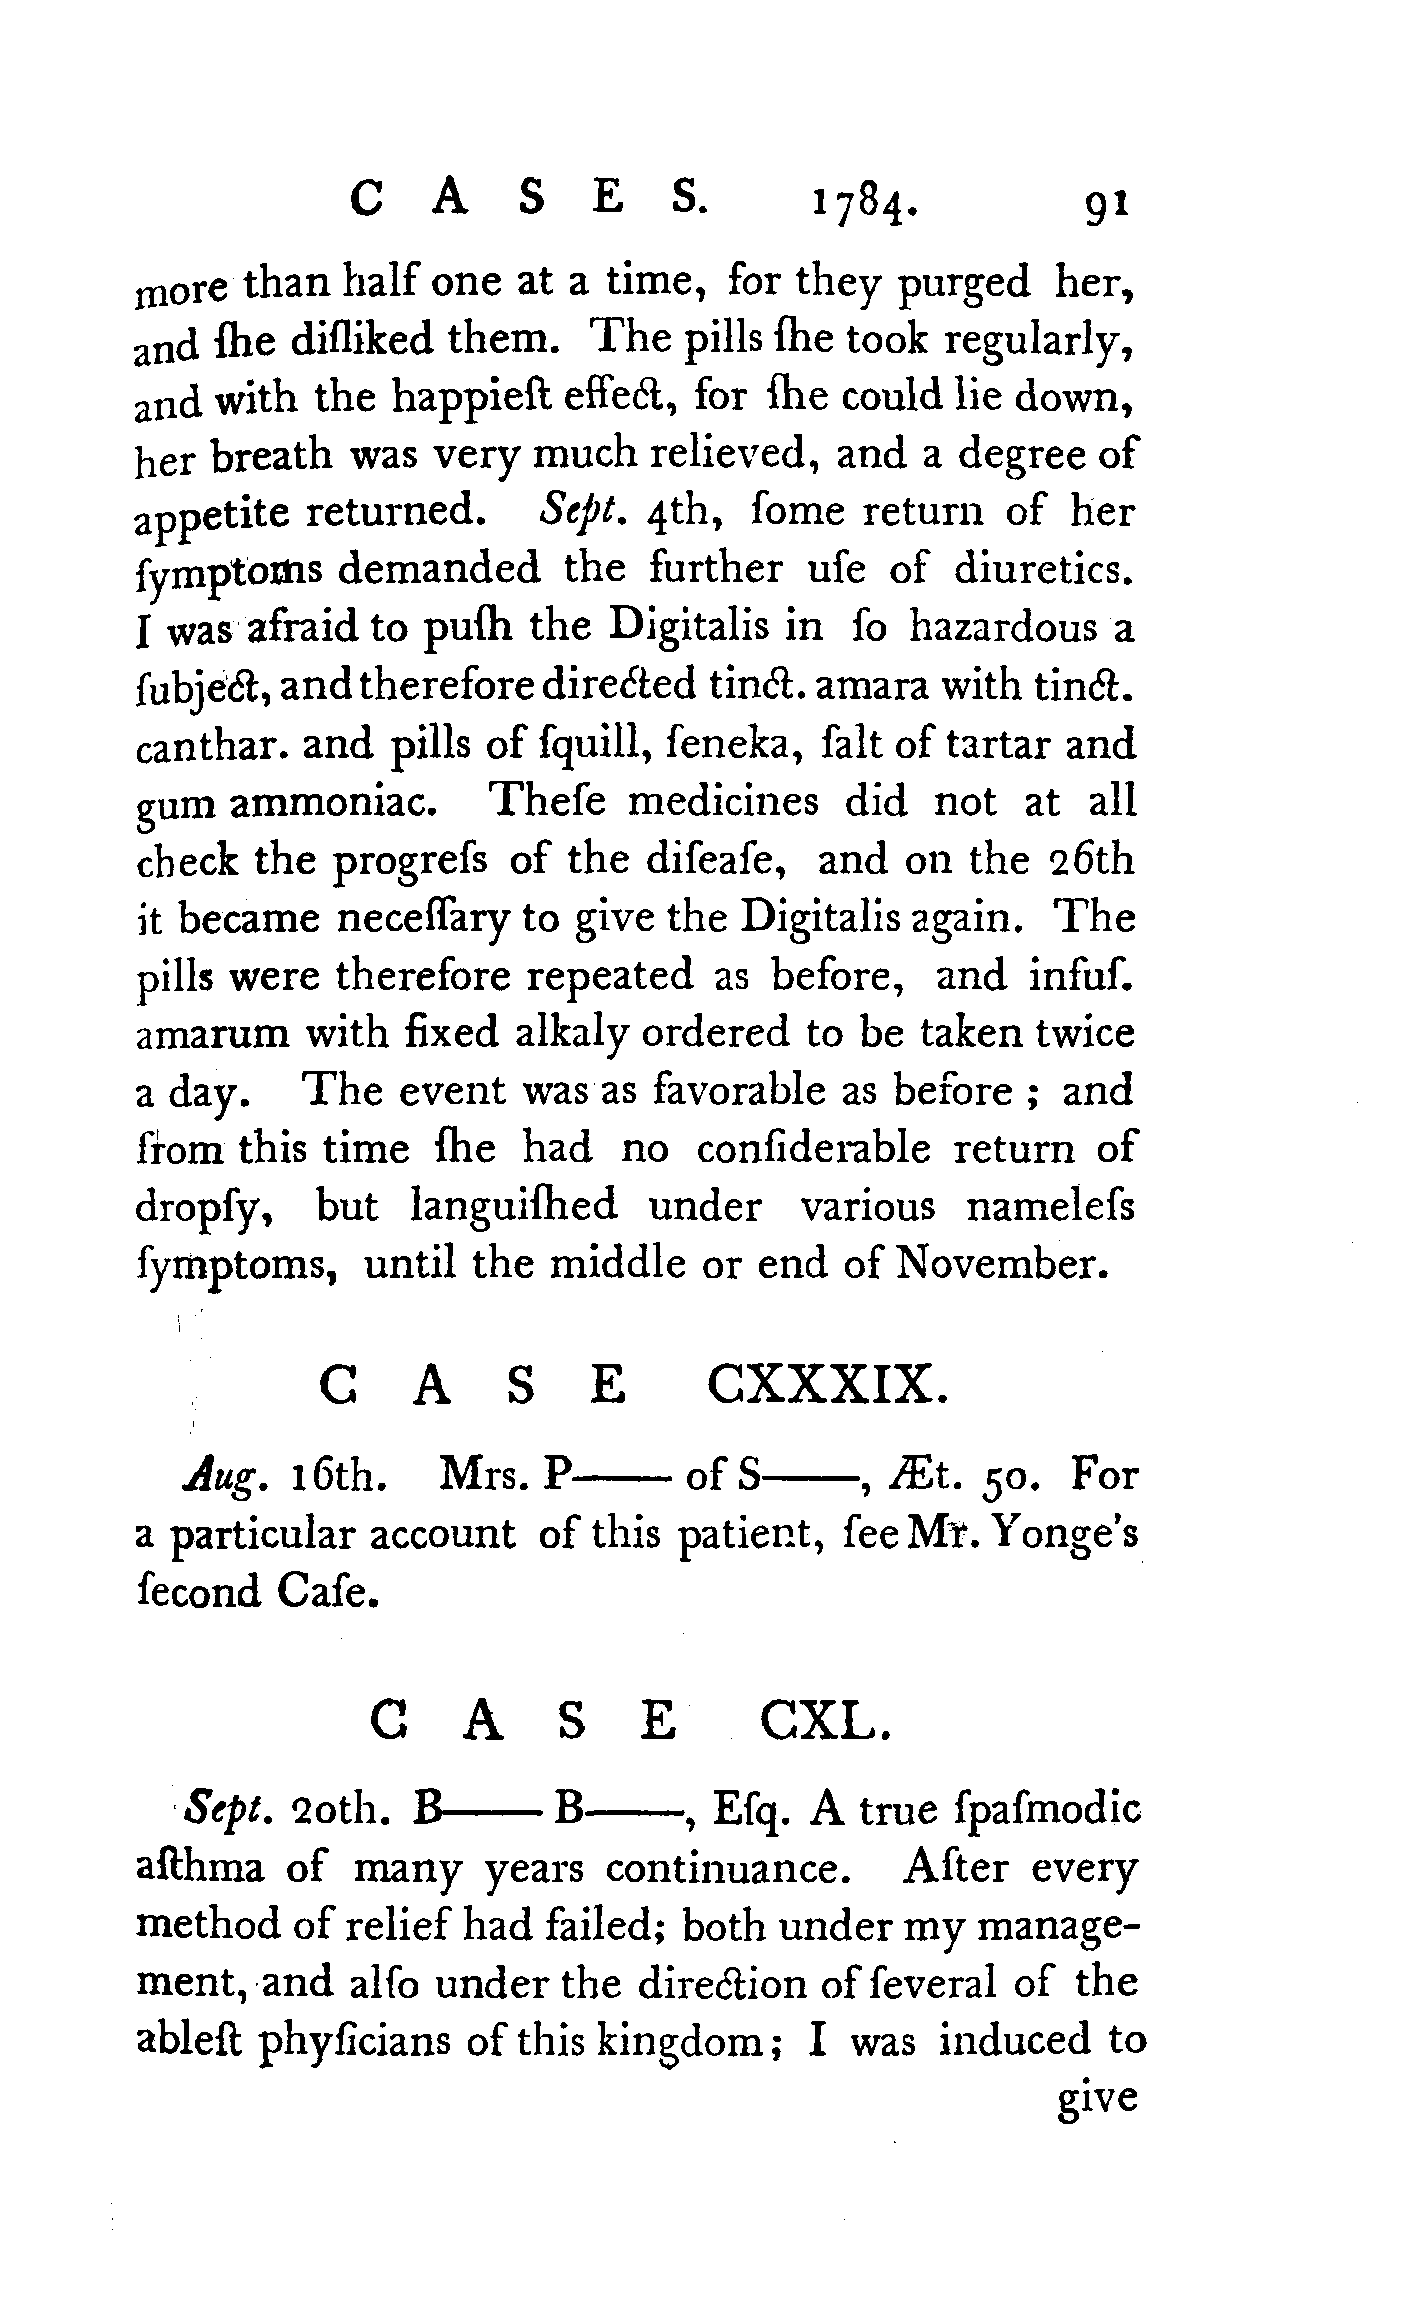 C A S E S. 1784. 91
more than half one at a time, for they purged her,
and ſhe diſliked them. The pills ſhe took regularly,
and with the happieſt effect, for ſhe could lie down,
her breath was very much relieved, and a degree of
appetite returned. Sept. 4th, ſome return of her
ſymptoms demanded the further uſe of diuretics.
I was afraid to puſh the Digitalis in ſo hazardous a
ſubject, and therefore directed tinct. amara with tinct.
canthar. and pills of ſquill, ſeneka, ſalt of tartar and
gum ammoniac. Theſe medicines did not at all
check the progreſs of the diſeaſe, and on the 26th
it became neceſſary to give the Digitalis again. The
pills were therefore repeated as before, and infuſ.
amarum with fixed alkaly ordered to be taken twice
a day. The event was as favorable as before ; and
from this time ſhe had no conſiderable return of
dropſy, but languiſhed under various nameleſs
ſymptoms, until the middle or end of November.
C A S E CXXXIX.
Aug. 16th. Mrs. P—— of S——, Æt. 50. For
a particular account of this patient, ſee Mr. Yonge's
ſecond Caſe.
C A S E CXL.
Sept. 20th. B—— B——, Eſq. A true ſpaſmodic
aſthma of many years continuance. After every
method of relief had failed; both under my manage-
ment, and alſo under the direction of ſeveral of the
ableſt phyſicians of this kingdom; I was induced to
give